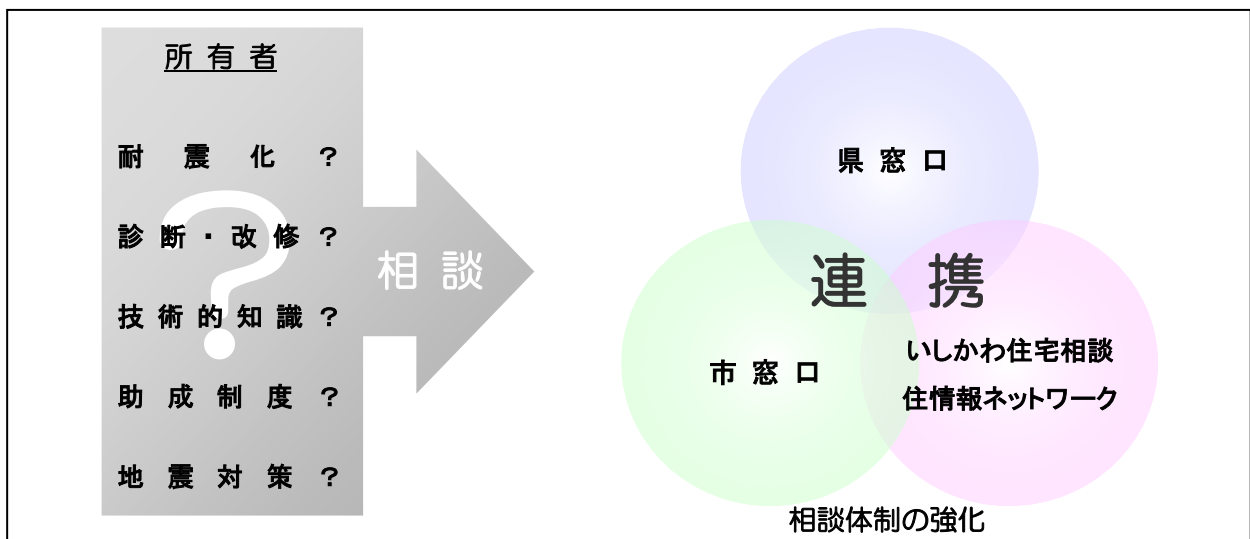 所有者
耐震化？
診断・改修？
技術的知識？
助成制度？
地震対策？
?
相談
県窓口
連携
市窓口
いしかわ住宅相談
住情報ネットワーク
相談体制の強化